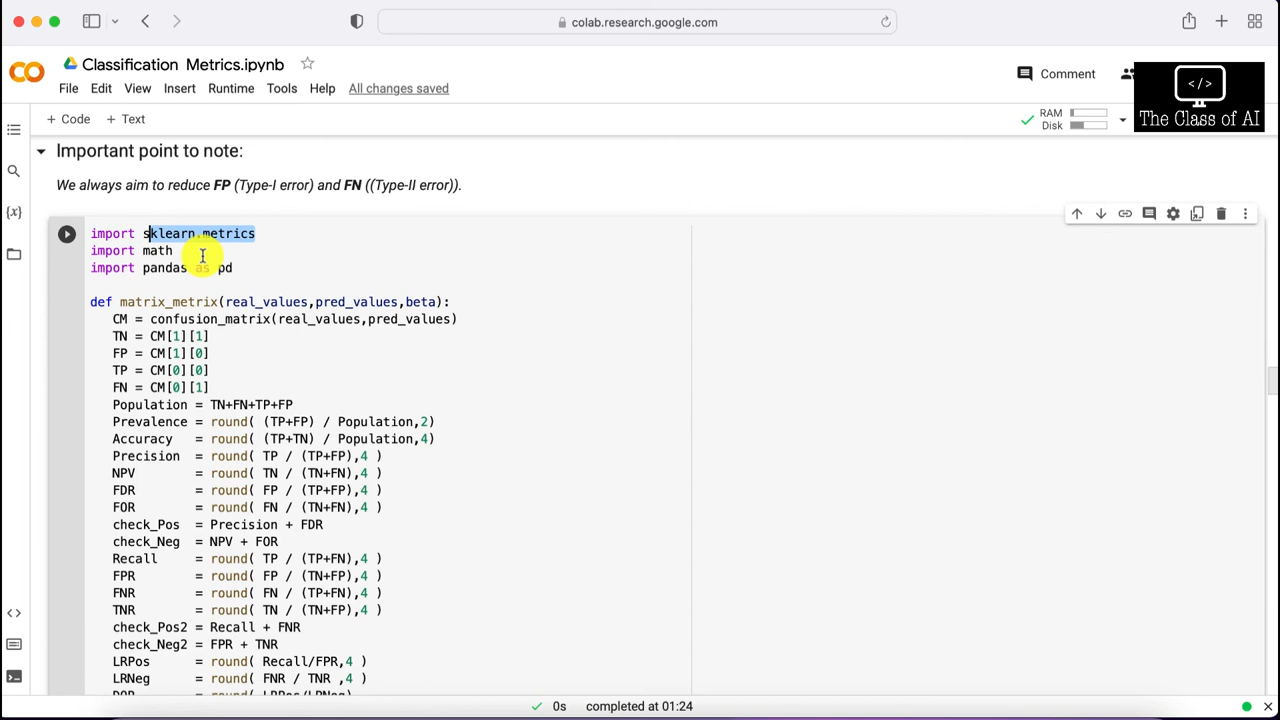 colab.research.google.com
Classification Metrics.ipynb
File Edit View Insert Runtime Tools Help All changes saved
Comment
</>
The Class of AI
+ Code + Text
RAM
Disk
Important point to note:
We always aim to reduce FP (Type-I error) and FN ((Type-II error)).
import sklearn.metrics
import math
import pandas as pd
def matrix_metrix(real_values,pred_values,beta):
CM = confusion_matrix(real_values,pred_values)
TN = CM[1][1]
FP = CM[1][0]
TP = CM[0][0]
FN = CM[0][1]
Population = TN+FN+TP+FP
Prevalence = round( (TP+FP) / Population,2)
Accuracy = round( (TP+TN) / Population,4)
Precision = round( TP / (TP+FP),4 )
NPV = round( TN / (TN+FN),4 )
FDR = round( FP / (TP+FP),4 )
FOR = round( FN / (TN+FN),4 )
check_Pos = Precision + FDR
check_Neg = NPV + FOR
Recall = round( TP / (TP+FN),4 )
FPR = round( FP / (TN+FP),4 )
FNR = round( FN / (TP+FN),4 )
TNR = round( TN / (TN+FP),4 )
check_Pos2 = Recall + FNR
check_Neg2 = FPR + TNR
LRPos = round( Recall/FPR,4 )
LRNeg = round( FNR / TNR ,4 )
DOR = round( LRPos/LRNeg)
0s completed at 01:24